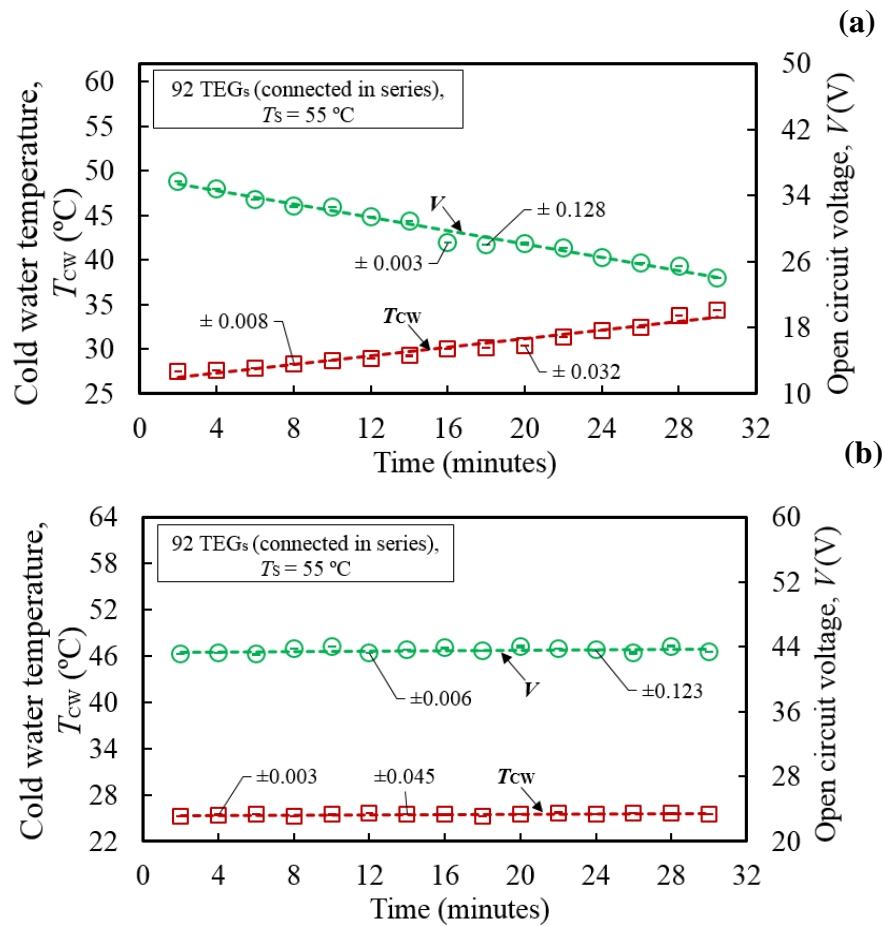 (a)
Cold water temperature,
TCW (ºC)
60
55
50
45
40
35
30
25
92 TEGs (connected in series),
TS = 55 ºC
V
± 0.128
± 0.003
± 0.008
TCW
± 0.032
50
42
34
26
18
10
Open circuit voltage, V(V)
0 4 8 12 16 20 24 28 32
Time (minutes)
(b)
Cold water temperature,
TCW (ºC)
64
58
52
46
40
34
28
22
92 TEGs (connected in series),
TS = 55 ºC
±0.006
V
±0.123
±0.003
±0.045
TCW
60
52
44
36
28
20
Open circuit voltage, V(V)
0 4 8 12 16 20 24 28 32
Time (minutes)